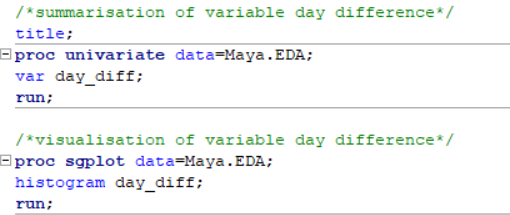 /*summarisation of variable day difference*/
title;
proc univariate data=Maya.EDA;
var day_diff;
run;
/*visualisation of variable day difference*/
proc sgplot data=Maya.EDA;
histogram day_diff;
run;